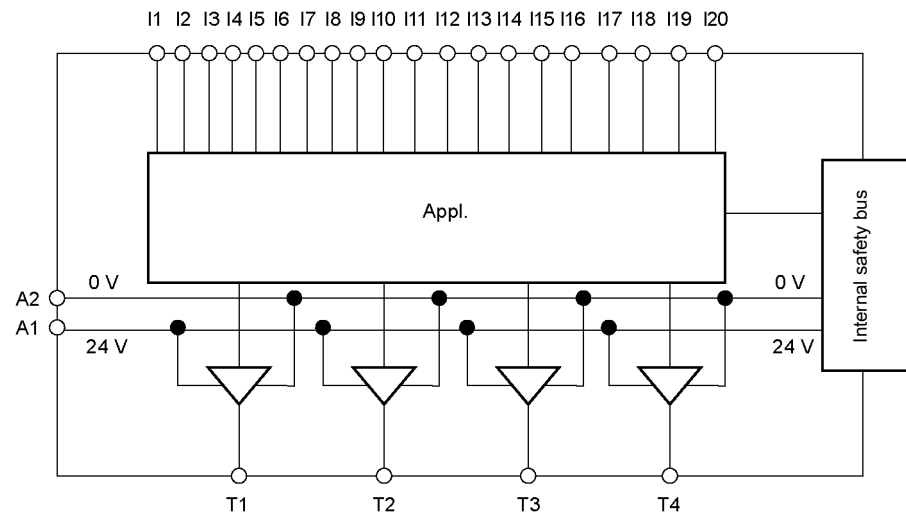 I1 I2 I3 I4 I5 I6 I7 I8 I9 I10 I11 I12 I13 I14 I15 I16 I17 I18 I19 I20
Appl.
Internal safety bus
A2 0 V 0 V
A1
24 V 24 V
T1 T2 T3 T4